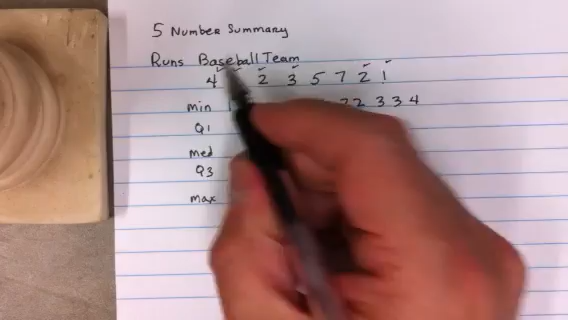 5 Number Summary
Runs Baseball Team
4 2 3 5 7 2 1
min 1 2 3 3 4
Q1
med
Q3
max